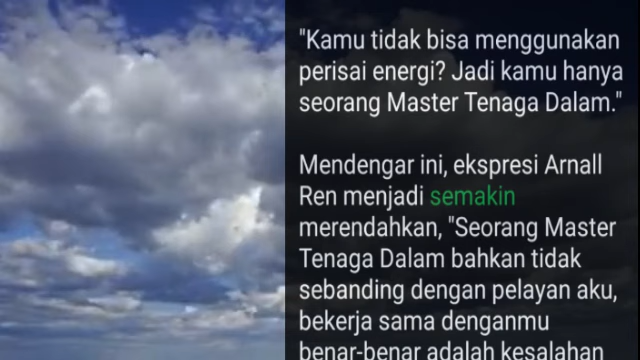 "Kamu tidak bisa menggunakan
perisai energi? Jadi kamu hanya
seorang Master Tenaga Dalam."
Mendengar ini, ekspresi Arnall
Ren menjadi semakin
merendahkan, "Seorang Master
Tenaga Dalam bahkan tidak
sebanding dengan pelayan aku,
bekerja sama denganmu
benar-benar adalah kesalahan